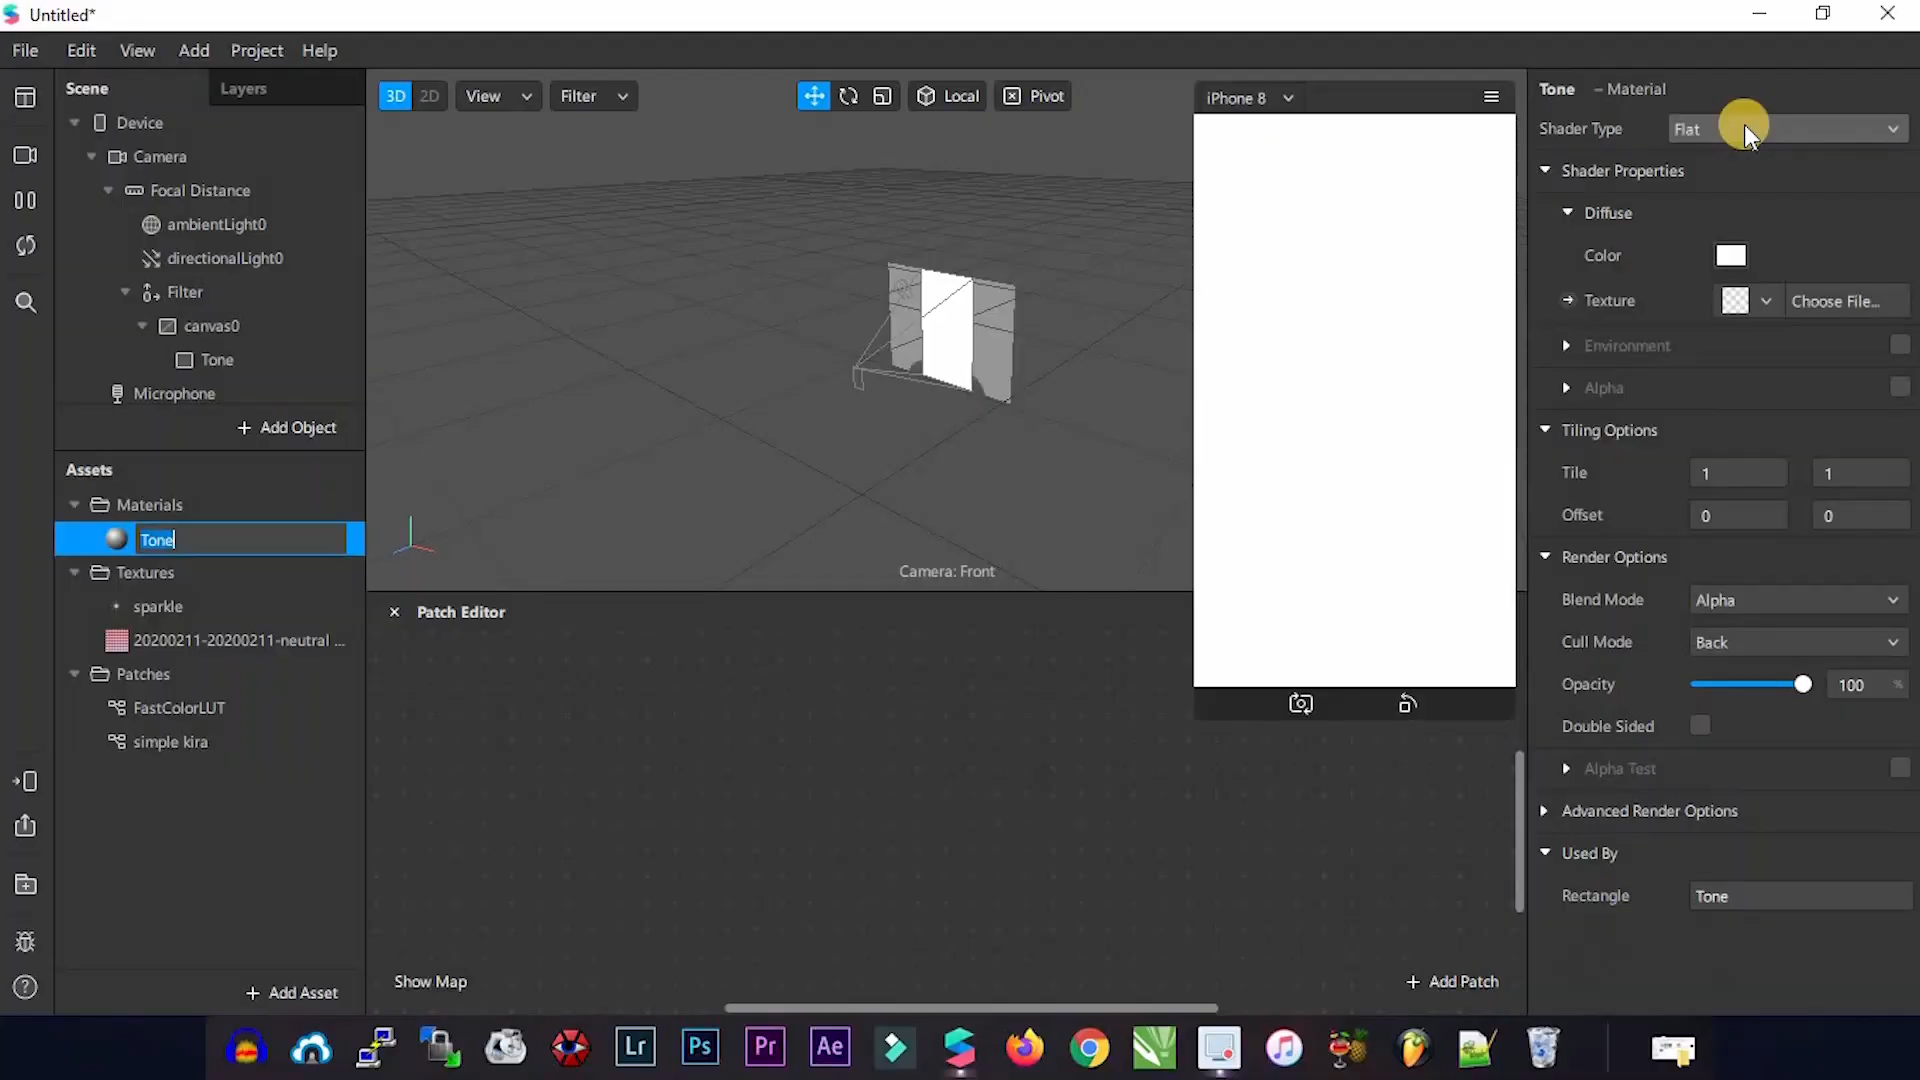 Untitled*
File Edit View Add Project Help
Scene Layers
Device
Camera
Focal Distance
ambientLight0
directionalLight0
Filter
canvas0
Tone
Microphone
+ Add Object
Assets
Materials
Tone
Textures
sparkle
20200211-20200211-neutral ...
Patches
FastColorLUT
simple kira
+ Add Asset
3D 2D View Filter Local Pivot
Camera: Front
iPhone 8
Patch Editor
Show Map
+ Add Patch
Tone – Material
Shader Type Flat
Shader Properties
Diffuse
Color
Texture Choose File...
Environment
Alpha
Tiling Options
Tile 1 1
Offset 0 0
Render Options
Blend Mode Alpha
Cull Mode Back
Opacity 100 %
Double Sided
Alpha Test
Advanced Render Options
Used By
Rectangle Tone
Lr Ps Pr Ae